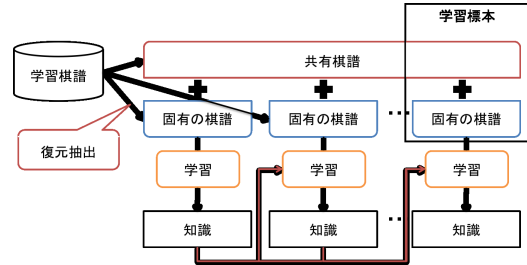 学習標本
学習棋譜
共有棋譜
固有の棋譜
固有の棋譜
…
固有の棋譜
復元抽出
学習
学習
学習
知識
知識
…
知識